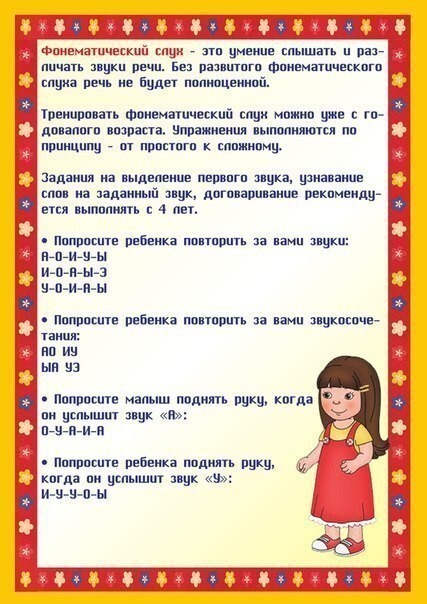 Фонематический слух - это умение слышать и раз-
личать звуки речи. Без развитого фонематического
слуха речь не будет полноценной.
Тренировать фонематический слух можно уже с го-
довалого возраста. Упражнения выполняются по
принципу - от простого к сложному.
Задания на выделение первого звука, узнавание
слов на заданный звук, договаривание рекоменду-
ется выполнять с 4 лет.
• Попросите ребенка повторить за вами звуки:
А-О-И-У-Ы
И-О-А-Ы-Э
У-О-И-А-Ы
• Попросите ребенка повторить за вами звукосоче-
тания:
АО ИУ
ЫА УЭ
• Попросите малыш поднять руку, когда
он услышит звук «А»:
О-У-А-И-А
• Попросите ребенка поднять руку,
когда он услышит звук «У»:
И-У-У-О-Ы